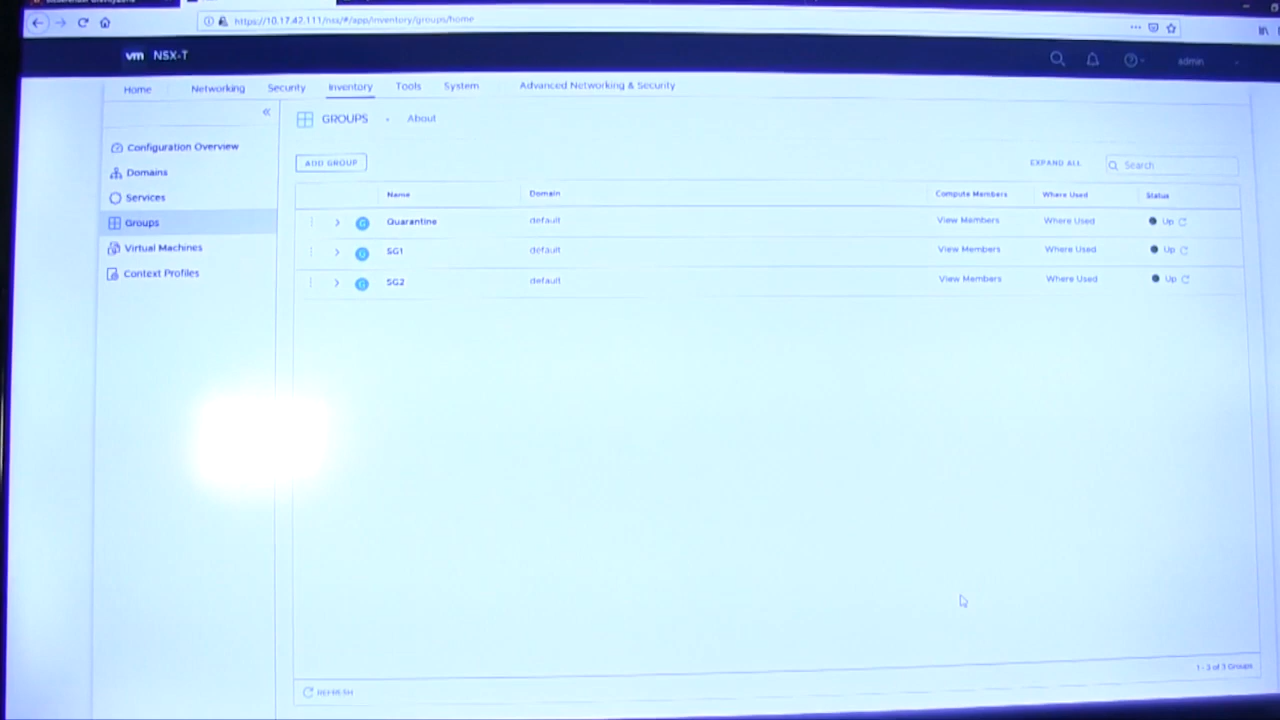 https://10.17.42.111/nsx/#/app/inventory/groups/home
vm NSX-T
admin
Home Networking Security Inventory Tools System Advanced Networking & Security
GROUPS About
Configuration Overview
Domains
Services
Groups
Virtual Machines
Context Profiles
ADD GROUP
EXPAND ALL
Search
Name Domain Compute Members Where Used Status
Quarantine default View Members Where Used Up
SG1 default View Members Where Used Up
SG2 default View Members Where Used Up
REFRESH
1 - 3 of 3 Groups